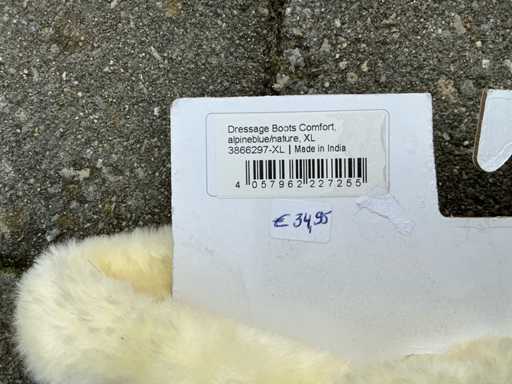 Dressage Boots Comfort,
alpineblue/nature, XL
3866297-XL | Made in India
4 057962 227255
€ 34,95